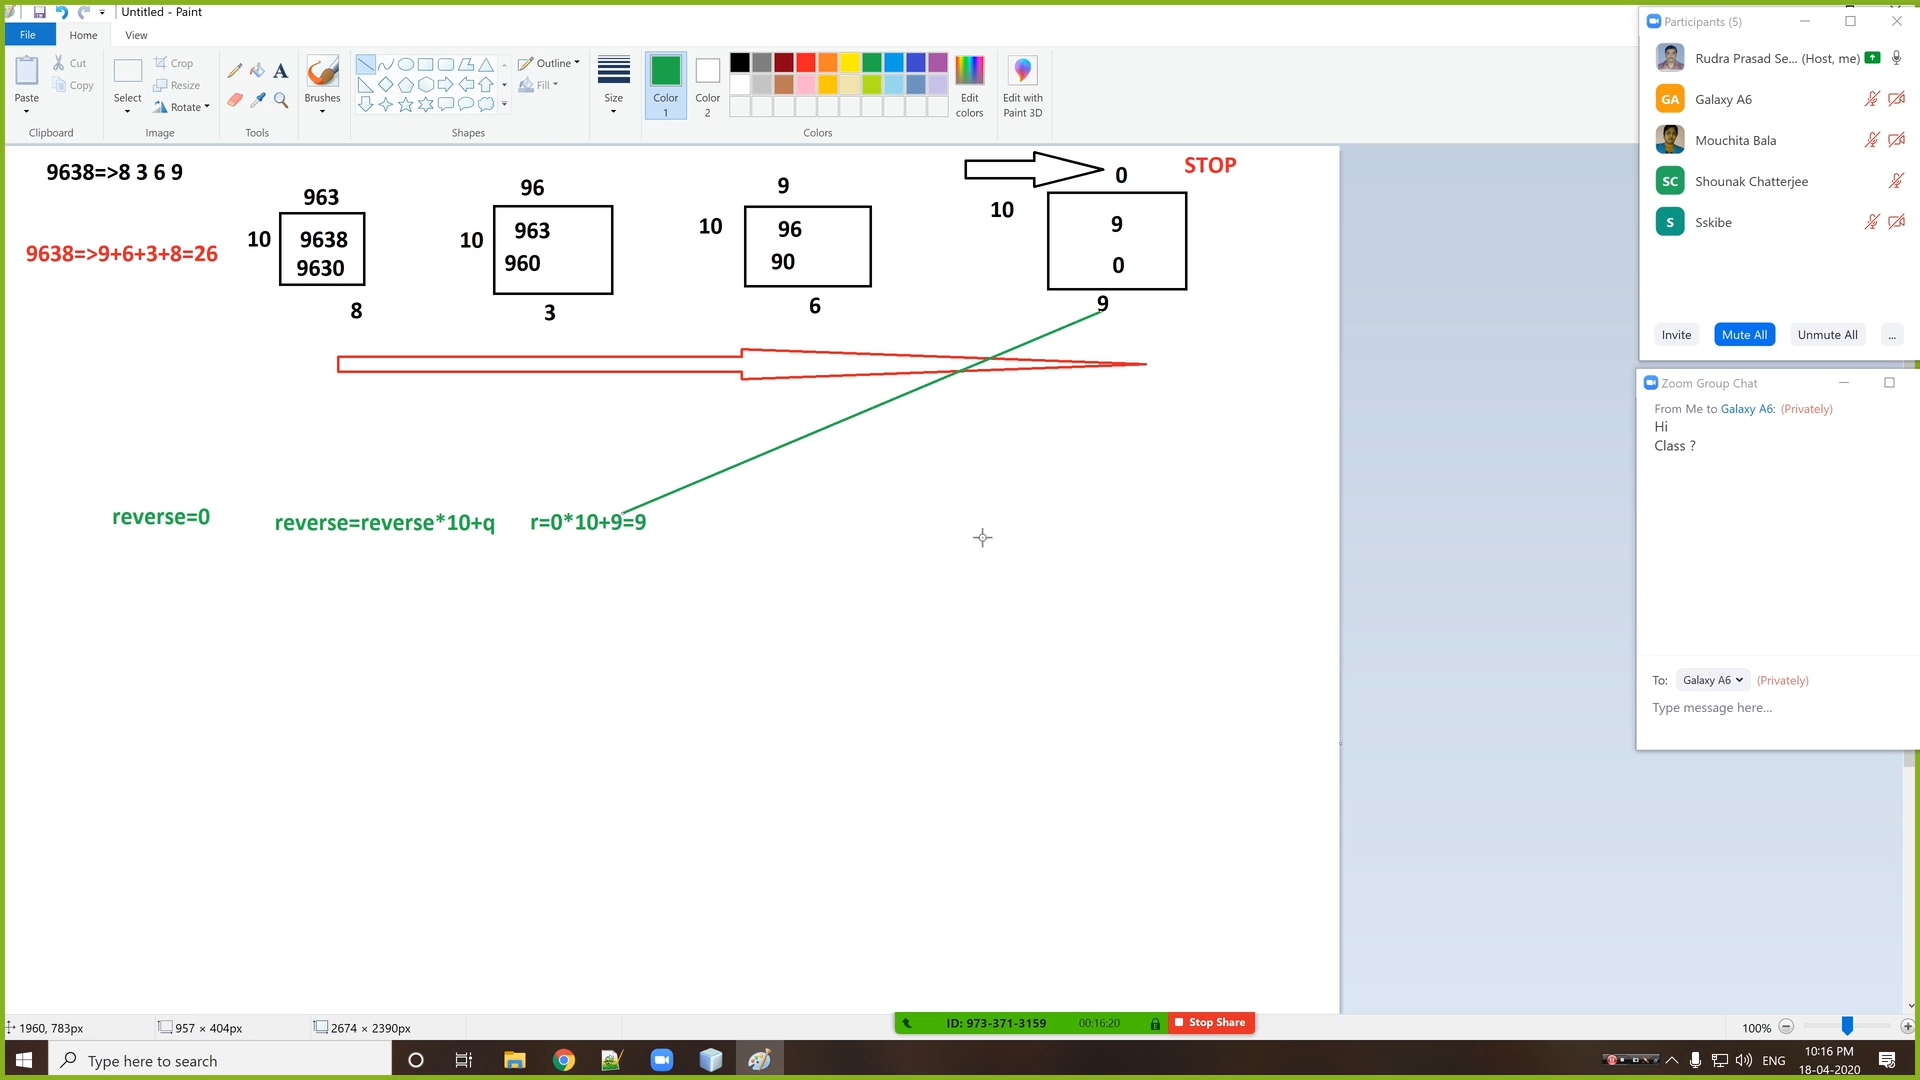 Untitled - Paint
File
Home
View
Paste
Cut
Copy
Clipboard
Select
Crop
Resize
Rotate
Image
Tools
Brushes
Shapes
Outline
Fill
Size
Color
1
Color
2
Colors
Edit
colors
Edit with
Paint 3D
9638=>8 3 6 9
9638=>9+6+3+8=26
963
10
9638
9630
8
96
10
963
960
3
9
10
96
90
6
0
STOP
10
9
0
9
reverse=0
reverse=reverse*10+q
r=0*10+9=9
Participants (5)
Rudra Prasad Se... (Host, me)
GA Galaxy A6
Mouchita Bala
SC Shounak Chatterjee
S Sskibe
Invite
Mute All
Unmute All
...
Zoom Group Chat
From Me to Galaxy A6: (Privately)
Hi
Class ?
To: Galaxy A6 (Privately)
Type message here...
1960, 783px
957 × 404px
2674 × 2390px
ID: 973-371-3159
00:16:20
Stop Share
100%
Type here to search
ENG
10:16 PM
18-04-2020